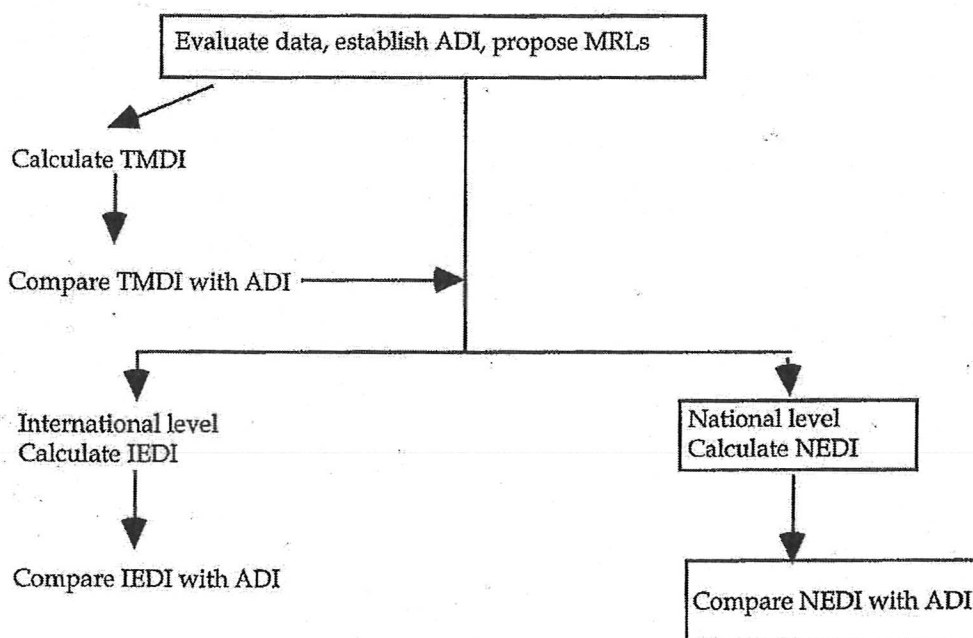 Evaluate data, establish ADI, propose MRLs
Calculate TMDI
Compare TMDI with ADI
International level
Calculate IEDI
National level
Calculate NEDI
Compare IEDI with ADI
Compare NEDI with ADI